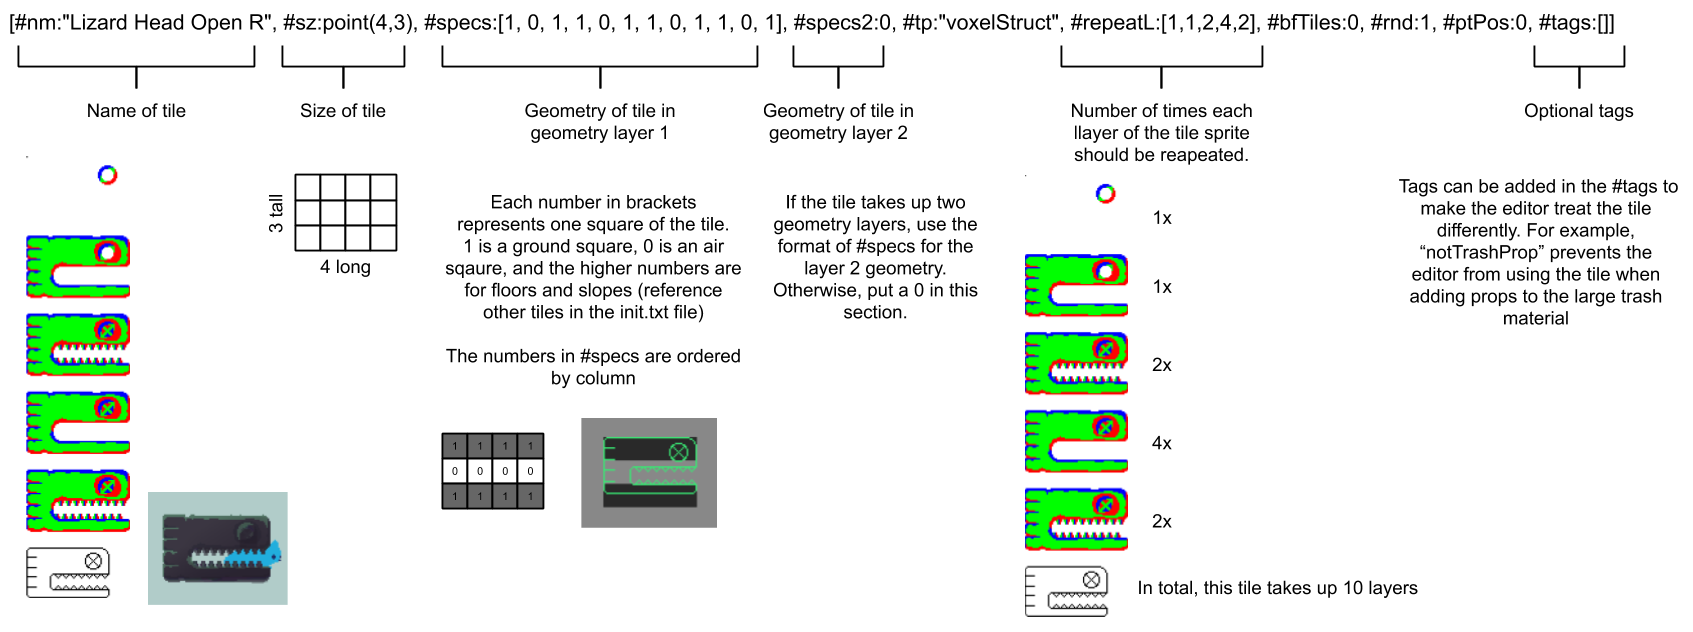 [#nm:"Lizard Head Open R", #sz:point(4,3), #specs:[1, 0, 1, 1, 0, 1, 1, 0, 1, 1, 0, 1], #specs2:0, #tp:"voxelStruct", #repeatL:[1,1,2,4,2], #bfTiles:0, #rnd:1, #ptPos:0, #tags:[]]
Name of tile
Size of tile
3 tall
4 long
Geometry of tile in
geometry layer 1
Each number in brackets
represents one square of the tile.
1 is a ground square, 0 is an air
sqaure, and the higher numbers are
for floors and slopes (reference
other tiles in the init.txt file)
The numbers in #specs are ordered
by column
1 1 1 1
0 0 0 0
1 1 1 1
Geometry of tile in
geometry layer 2
If the tile takes up two
geometry layers, use the
format of #specs for the
layer 2 geometry.
Otherwise, put a 0 in this
section.
Number of times each
llayer of the tile sprite
should be reapeated.
1x
1x
2x
4x
2x
In total, this tile takes up 10 layers
Optional tags
Tags can be added in the #tags to
make the editor treat the tile
differently. For example,
“notTrashProp” prevents the
editor from using the tile when
adding props to the large trash
material